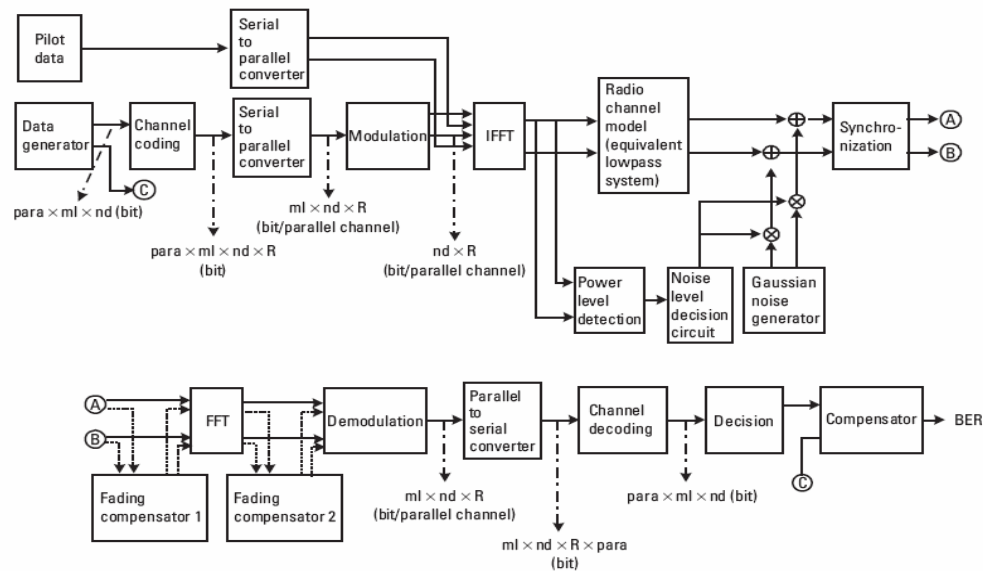 Pilot
data
Serial
to
parallel
converter
Data
generator
Channel
coding
Serial
to
parallel
converter
Modulation
IFFT
Radio
channel
model
(equivalent
lowpass
system)
Synchro-
nization
A
B
C
para × ml × nd (bit)
para × ml × nd × R
(bit)
ml × nd × R
(bit/parallel channel)
nd × R
(bit/parallel channel)
Power
level
detection
Noise
level
decision
circuit
Gaussian
noise
generator
A
B
FFT
Demodulation
Parallel
to
serial
converter
Channel
decoding
Decision
Compensator
BER
C
Fading
compensator 1
Fading
compensator 2
ml × nd × R
(bit/parallel channel)
ml × nd × R × para
(bit)
para × ml × nd (bit)